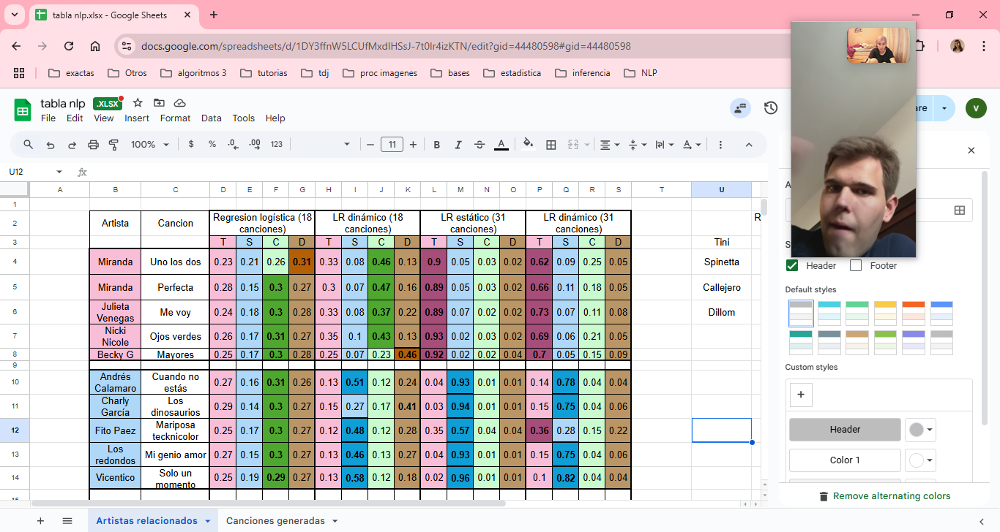 tabla nlp.xlsx - Google Sheets
docs.google.com/spreadsheets/d/1DY3ffnW5LCUfMxdIHSsJ-7t0Ir4izKTN/edit?gid=44480598#gid=44480598
exactas Otros algoritmos 3 tutorias tdj proc imagenes bases estadistica inferencia NLP
tabla nlp .XLSX
File Edit View Insert Format Data Tools Help
are V
100% $ % .0 .00 123 11 B I S A
U12 fx
A B C D E F G H I J K L M N O P Q R S T U
1
2 Artista Cancion Regresion logística (18 canciones) LR dinámico (18 canciones) LR estático (31 canciones) LR dinámico (31 canciones) R
3 T S C D T S C D T S C D T S C D Tini
4 Miranda Uno los dos 0.23 0.21 0.26 0.31 0.33 0.08 0.46 0.13 0.9 0.05 0.03 0.02 0.62 0.09 0.25 0.05 Spinetta
5 Miranda Perfecta 0.28 0.15 0.3 0.27 0.3 0.07 0.47 0.16 0.89 0.05 0.03 0.02 0.66 0.11 0.18 0.05 Callejero
6 Julieta Venegas Me voy 0.24 0.18 0.3 0.28 0.33 0.08 0.37 0.22 0.89 0.07 0.02 0.02 0.73 0.07 0.11 0.08 Dillom
7 Nicki Nicole Ojos verdes 0.26 0.17 0.31 0.27 0.35 0.1 0.43 0.13 0.93 0.02 0.03 0.02 0.69 0.06 0.21 0.05
8 Becky G Mayores 0.25 0.17 0.3 0.28 0.25 0.07 0.23 0.46 0.92 0.02 0.02 0.04 0.7 0.05 0.15 0.09
9
10 Andrés Calamaro Cuando no estás 0.27 0.16 0.31 0.26 0.13 0.51 0.12 0.24 0.04 0.93 0.01 0.01 0.14 0.78 0.04 0.04
11 Charly García Los dinosaurios 0.29 0.14 0.3 0.27 0.15 0.27 0.17 0.41 0.03 0.94 0.01 0.01 0.15 0.75 0.04 0.06
12 Fito Paez Mariposa tecknicolor 0.25 0.17 0.3 0.27 0.12 0.48 0.12 0.28 0.35 0.57 0.04 0.04 0.36 0.28 0.15 0.22
13 Los redondos Mi genio amor 0.27 0.15 0.3 0.27 0.13 0.46 0.13 0.27 0.04 0.93 0.01 0.01 0.15 0.75 0.04 0.06
14 Vicentico Solo un momento 0.25 0.19 0.29 0.27 0.13 0.58 0.12 0.18 0.02 0.96 0.01 0.01 0.1 0.82 0.04 0.04
Header Footer
Default styles
Custom styles
Header
Color 1
Remove alternating colors
Artistas relacionados Canciones generadas